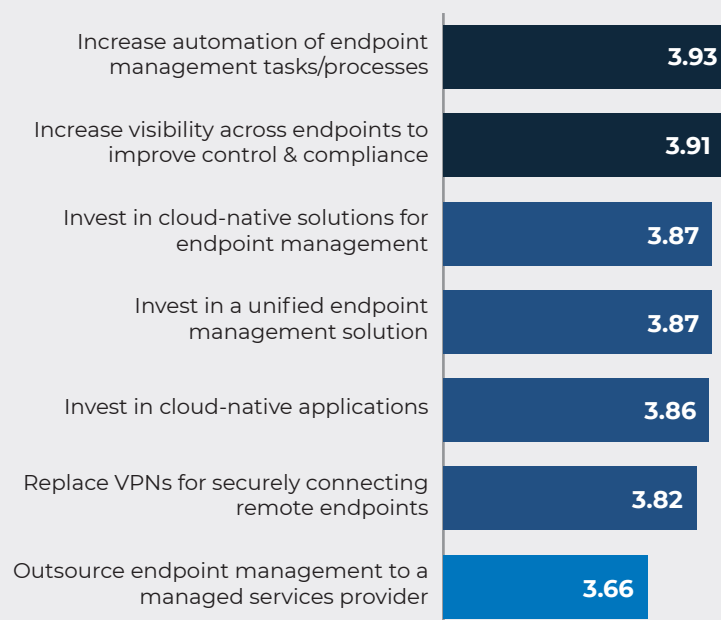 Increase automation of endpoint
management tasks/processes
3.93
Increase visibility across endpoints to
improve control & compliance
3.91
Invest in cloud-native solutions for
endpoint management
3.87
Invest in a unified endpoint
management solution
3.87
Invest in cloud-native applications
3.86
Replace VPNs for securely connecting
remote endpoints
3.82
Outsource endpoint management to a
managed services provider
3.66